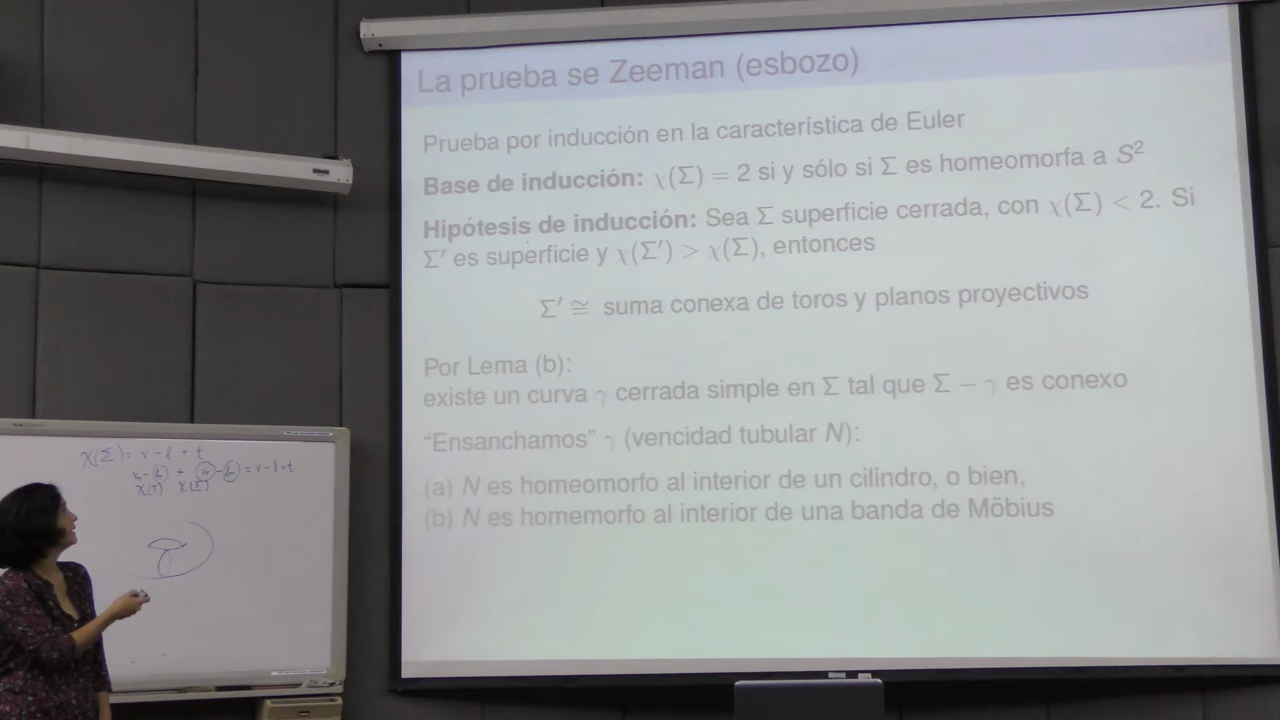 La prueba se Zeeman (esbozo)
Prueba por inducción en la característica de Euler
Base de inducción: χ(Σ) = 2 si y sólo si Σ es homeomorfa a S²
Hipótesis de inducción: Sea Σ superficie cerrada, con χ(Σ) < 2. Si
Σ′ es superficie y χ(Σ′) > χ(Σ), entonces
Σ′ ≅ suma conexa de toros y planos proyectivos
Por Lema (b):
existe un curva γ cerrada simple en Σ tal que Σ − γ es conexo
“Ensanchamos” γ (vencidad tubular N):
(a) N es homeomorfo al interior de un cilindro, o bien,
(b) N es homemorfo al interior de una banda de Möbius
χ(Σ) = v - l + t
= v - l + t
χ(T)